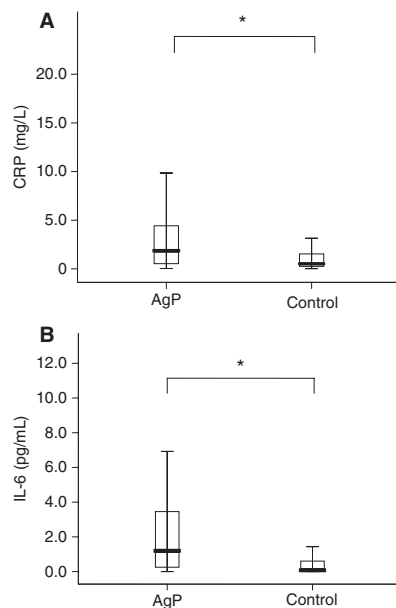 A
*
CRP (mg/L)
20.0
15.0
10.0
5.0
0
AgP
Control
B
*
IL-6 (pg/mL)
12.0
10.0
8.0
6.0
4.0
2.0
0.0
AgP
Control